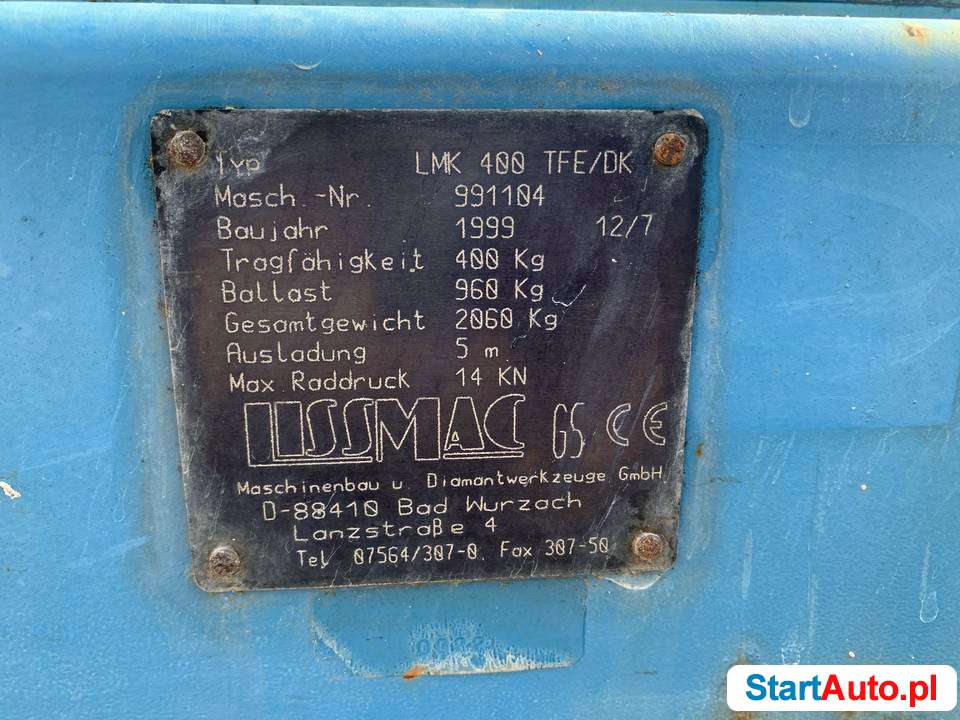 Typ LMK 400 TFE/DK
Masch.-Nr. 991104
Baujahr 1999 12/7
Tragfähigkeit 400 Kg
Ballast 960 Kg
Gesamtgewicht 2060 Kg
Ausladung 5 m
Max Raddruck 14 KN
LISSMAC GS CE
Maschinenbau u. Diamantwerkzeuge GmbH
D-88410 Bad Wurzach
Lanzstraße 4
Tel. 07564/307-0, Fax 307-50
StartAuto.pl